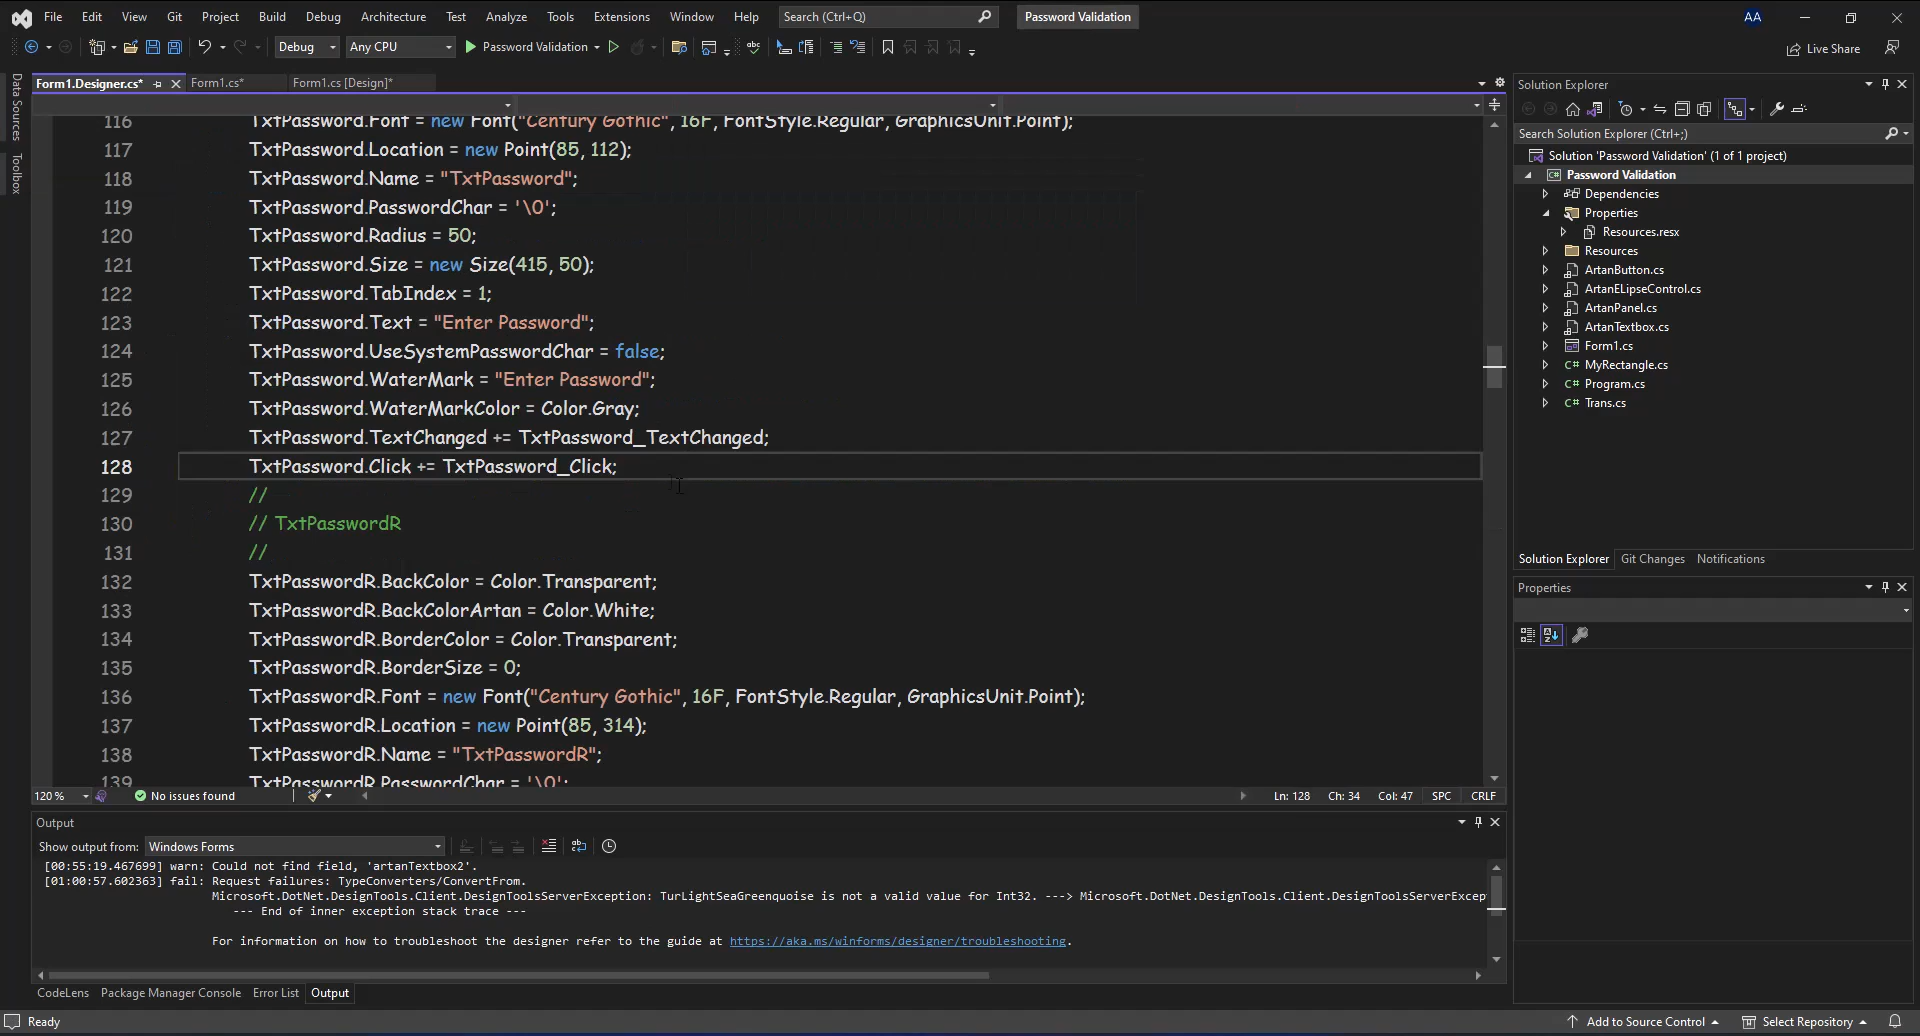 File Edit View Git Project Build Debug Architecture Test Analyze Tools Extensions Window Help Search (Ctrl+Q) Password Validation AA
Debug Any CPU Password Validation Live Share
Data Sources
Toolbox
Form1.Designer.cs* Form1.cs* Form1.cs [Design]*
116 TxtPassword.Font = new Font("Century Gothic", 16F, FontStyle.Regular, GraphicsUnit.Point);
117 TxtPassword.Location = new Point(85, 112);
118 TxtPassword.Name = "TxtPassword";
119 TxtPassword.PasswordChar = '\0';
120 TxtPassword.Radius = 50;
121 TxtPassword.Size = new Size(415, 50);
122 TxtPassword.TabIndex = 1;
123 TxtPassword.Text = "Enter Password";
124 TxtPassword.UseSystemPasswordChar = false;
125 TxtPassword.WaterMark = "Enter Password";
126 TxtPassword.WaterMarkColor = Color.Gray;
127 TxtPassword.TextChanged += TxtPassword_TextChanged;
128 TxtPassword.Click += TxtPassword_Click;
129 //
130 // TxtPasswordR
131 //
132 TxtPasswordR.BackColor = Color.Transparent;
133 TxtPasswordR.BackColorArtan = Color.White;
134 TxtPasswordR.BorderColor = Color.Transparent;
135 TxtPasswordR.BorderSize = 0;
136 TxtPasswordR.Font = new Font("Century Gothic", 16F, FontStyle.Regular, GraphicsUnit.Point);
137 TxtPasswordR.Location = new Point(85, 314);
138 TxtPasswordR.Name = "TxtPasswordR";
139 TxtPasswordR.PasswordChar = '\0';
120 % No issues found Ln: 128 Ch: 34 Col: 47 SPC CRLF
Output
Show output from: Windows Forms
[00:55:19.467699] warn: Could not find field, 'artanTextbox2'.
[01:00:57.602363] fail: Request failures: TypeConverters/ConvertFrom.
Microsoft.DotNet.DesignTools.Client.DesignToolsServerException: TurLightSeaGreenquoise is not a valid value for Int32. ---> Microsoft.DotNet.DesignTools.Client.DesignToolsServerExcep
--- End of inner exception stack trace ---
For information on how to troubleshoot the designer refer to the guide at https://aka.ms/winforms/designer/troubleshooting.
CodeLens Package Manager Console Error List Output
Solution Explorer
Search Solution Explorer (Ctrl+;)
Solution 'Password Validation' (1 of 1 project)
C# Password Validation
Dependencies
Properties
Resources.resx
Resources
ArtanButton.cs
ArtanELipseControl.cs
ArtanPanel.cs
ArtanTextbox.cs
Form1.cs
C# MyRectangle.cs
C# Program.cs
C# Trans.cs
Solution Explorer Git Changes Notifications
Properties
Ready Add to Source Control Select Repository